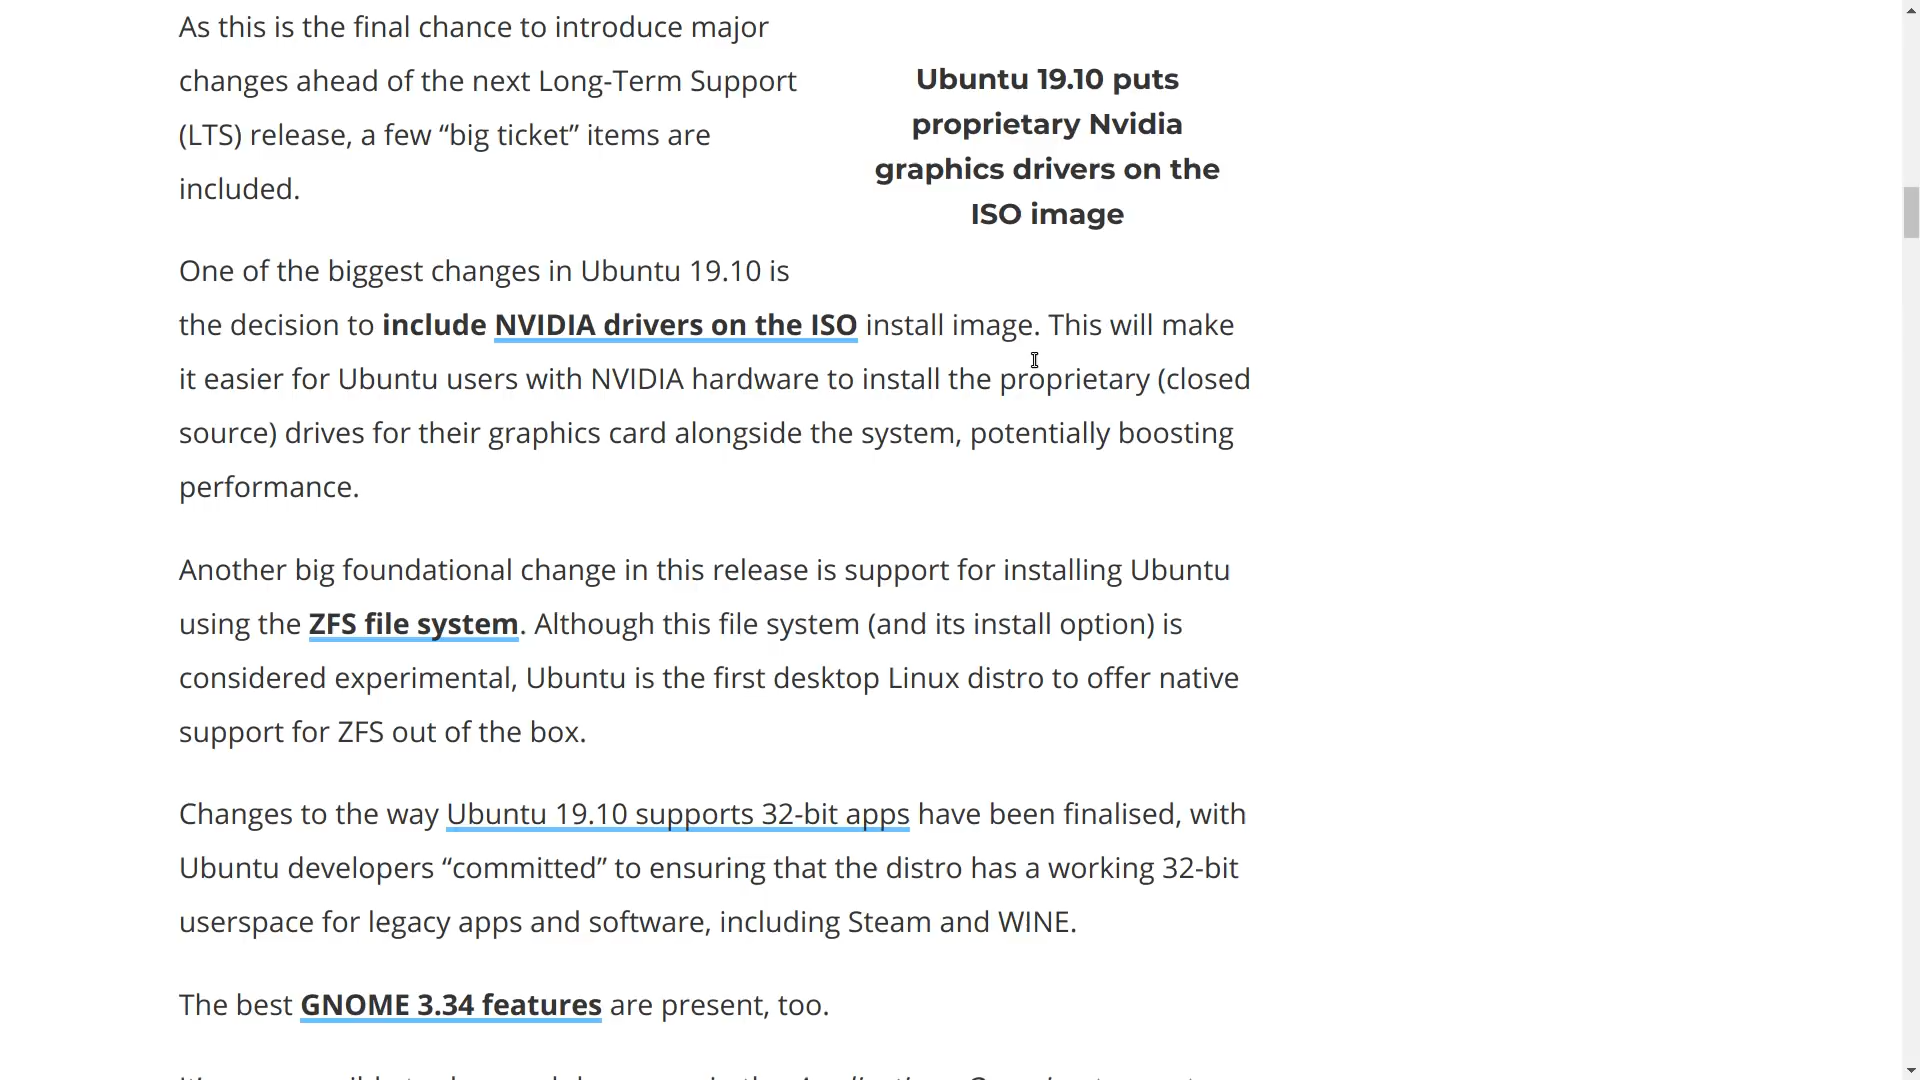 As this is the final chance to introduce major
changes ahead of the next Long-Term Support
(LTS) release, a few “big ticket” items are
included.
Ubuntu 19.10 puts
proprietary Nvidia
graphics drivers on the
ISO image
One of the biggest changes in Ubuntu 19.10 is
the decision to include NVIDIA drivers on the ISO install image. This will make
it easier for Ubuntu users with NVIDIA hardware to install the proprietary (closed
source) drives for their graphics card alongside the system, potentially boosting
performance.
Another big foundational change in this release is support for installing Ubuntu
using the ZFS file system. Although this file system (and its install option) is
considered experimental, Ubuntu is the first desktop Linux distro to offer native
support for ZFS out of the box.
Changes to the way Ubuntu 19.10 supports 32-bit apps have been finalised, with
Ubuntu developers “committed” to ensuring that the distro has a working 32-bit
userspace for legacy apps and software, including Steam and WINE.
The best GNOME 3.34 features are present, too.